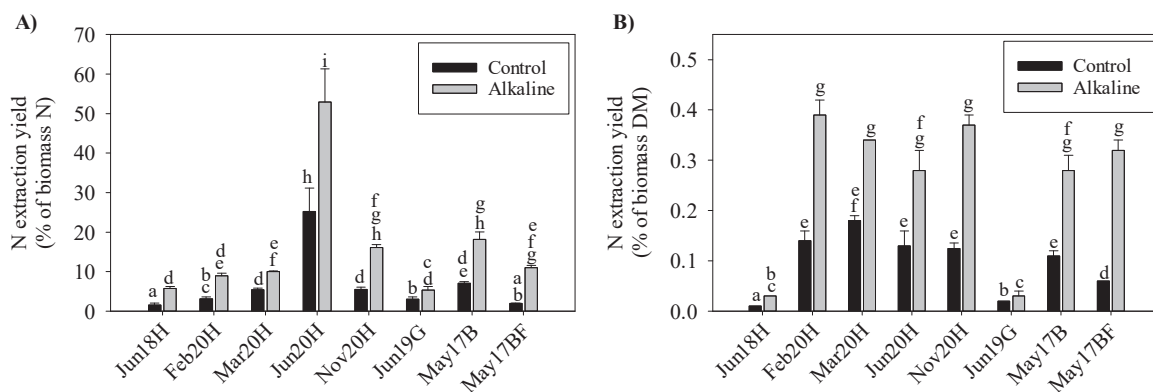 A)
N extraction yield
(% of biomass N)
70
60
50
40
30
20
10
0
Control
Alkaline
a d b c d e d e f h i d f g h b c d d e g h a b e f g
Jun18H Feb20H Mar20H Jun20H Nov20H Jun19G May17B May17BF
B)
N extraction yield
(% of biomass DM)
0.5
0.4
0.3
0.2
0.1
0.0
Control
Alkaline
a b c e g e f g e f g e g b c e f g d g
Jun18H Feb20H Mar20H Jun20H Nov20H Jun19G May17B May17BF